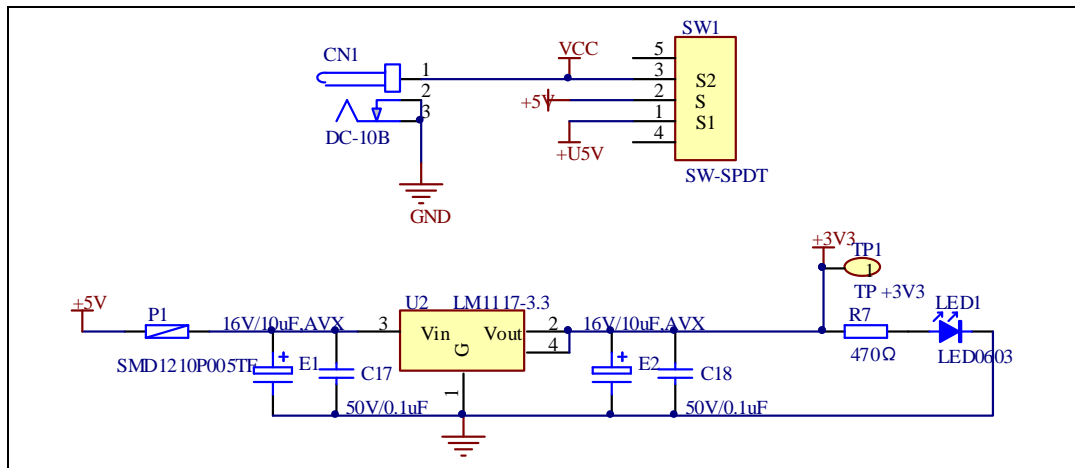 SW1
VCC
CN1
5
1
3
S2
2
+5V
2
S
3
1
S1
DC-10B
+U5V
4
SW-SPDT
GND
+3V3
TP1
1
+5V
TP +3V3
P1
U2
LM1117-3.3
LED1
R7
16V/10uF,AVX
3
Vin
Vout
2
16V/10uF,AVX
4
G
SMD1210P005TF
E1
C17
E2
C18
470Ω
LED0603
1
50V/0.1uF
50V/0.1uF